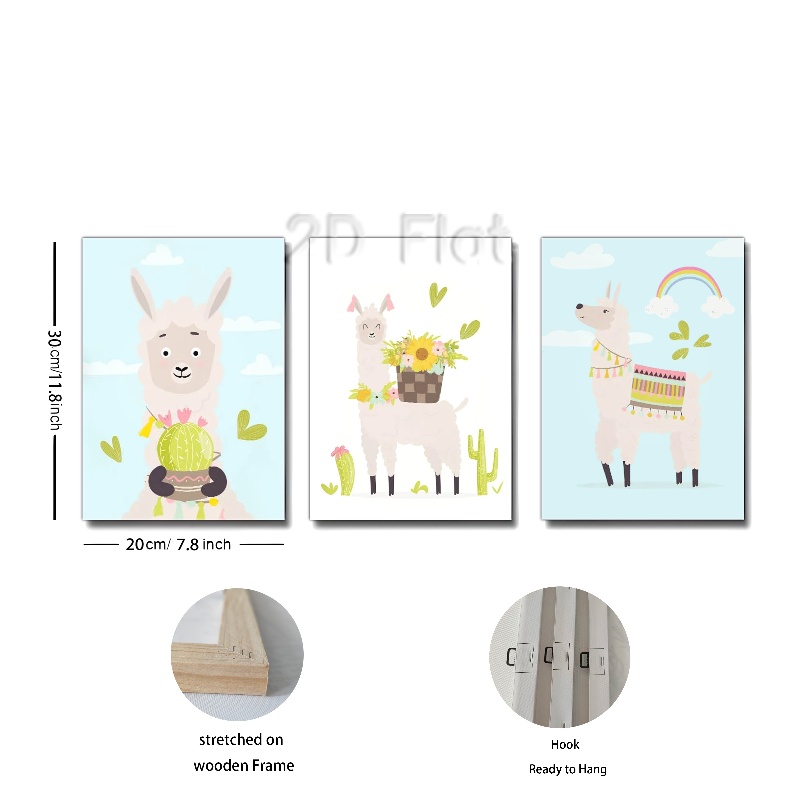 2D Flat
30cm/11.8inch
20cm/ 7.8 inch
stretched on
wooden Frame
Hook
Ready to Hang